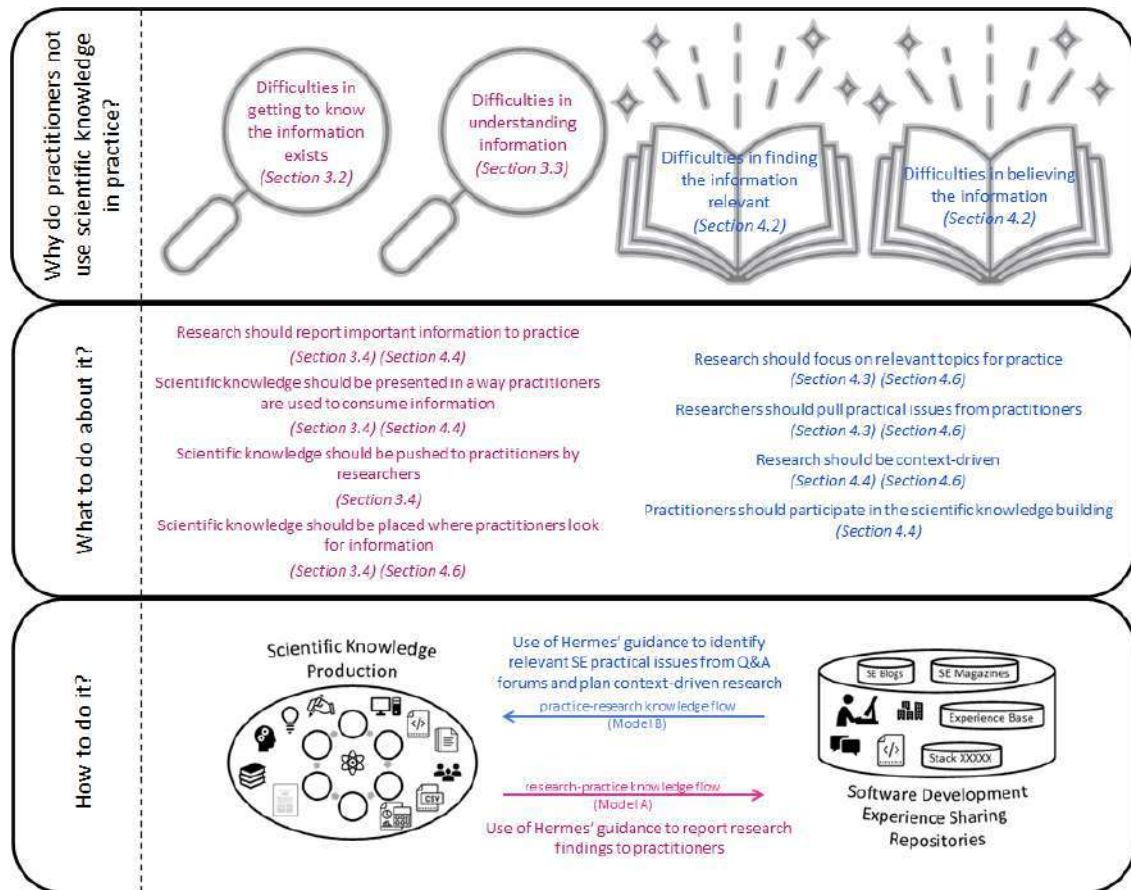 Why do practitioners not
use scientific knowledge
in practice?
Difficulties in
getting to know
the information
exists
(Section 3.2)
Difficulties in
understanding
information
(Section 3.3)
Difficulties in finding
the information
relevant
(Section 4.2)
Difficulties in believing
the information
(Section 4.2)
What to do about it?
Research should report important information to practice
(Section 3.4) (Section 4.4)
Scientific knowledge should be presented in a way practitioners
are used to consume information
(Section 3.4) (Section 4.4)
Scientific knowledge should be pushed to practitioners by
researchers
(Section 3.4)
Scientific knowledge should be placed where practitioners look
for information
(Section 3.4) (Section 4.6)
Research should focus on relevant topics for practice
(Section 4.3) (Section 4.6)
Researchers should pull practical issues from practitioners
(Section 4.3) (Section 4.6)
Research should be context-driven
(Section 4.4) (Section 4.6)
Practitioners should participate in the scientific knowledge building
(Section 4.4)
How to do it?
Scientific Knowledge
Production
</>
CSV
Use of Hermes' guidance to identify
relevant SE practical issues from Q&A
forums and plan context-driven research
practice-research knowledge flow
(Model B)
research-practice knowledge flow
(Model A)
Use of Hermes' guidance to report research
findings to practitioners
SE Blogs
SE Magazines
Experience Base
</>
Stack XXXXX
Software Development
Experience Sharing
Repositories